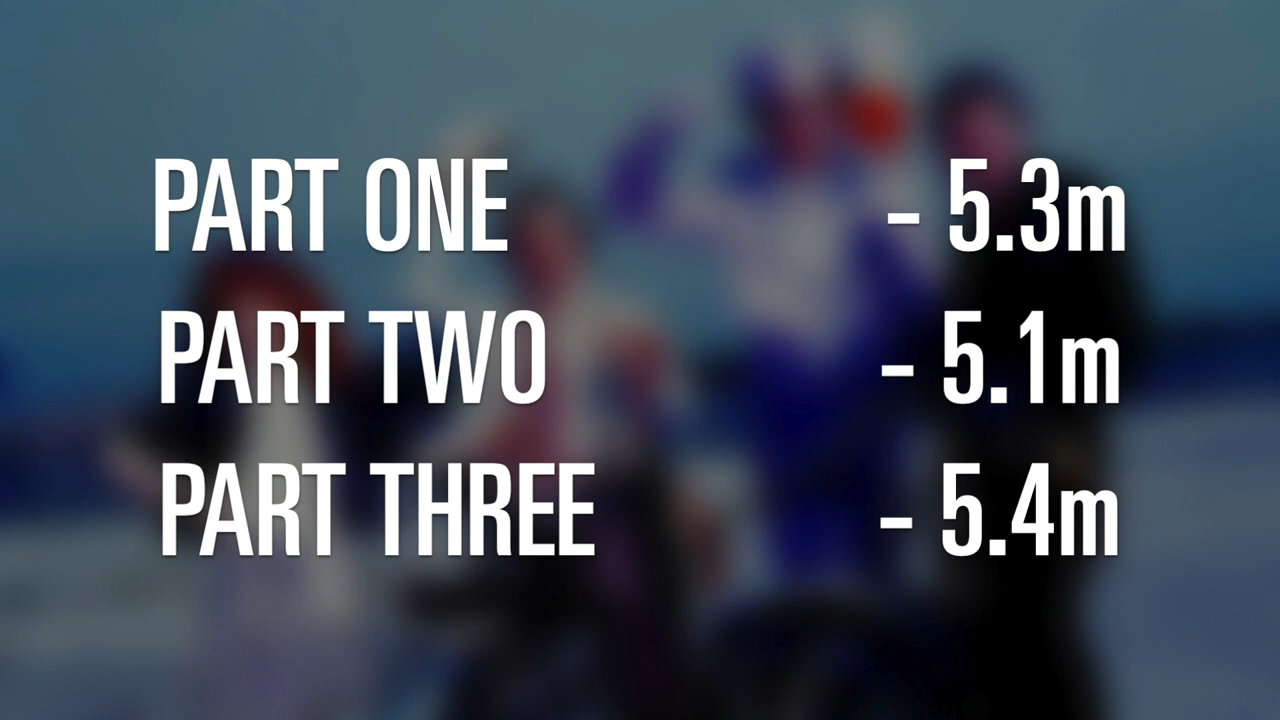 PART ONE – 5.3m
PART TWO – 5.1m
PART THREE – 5.4m